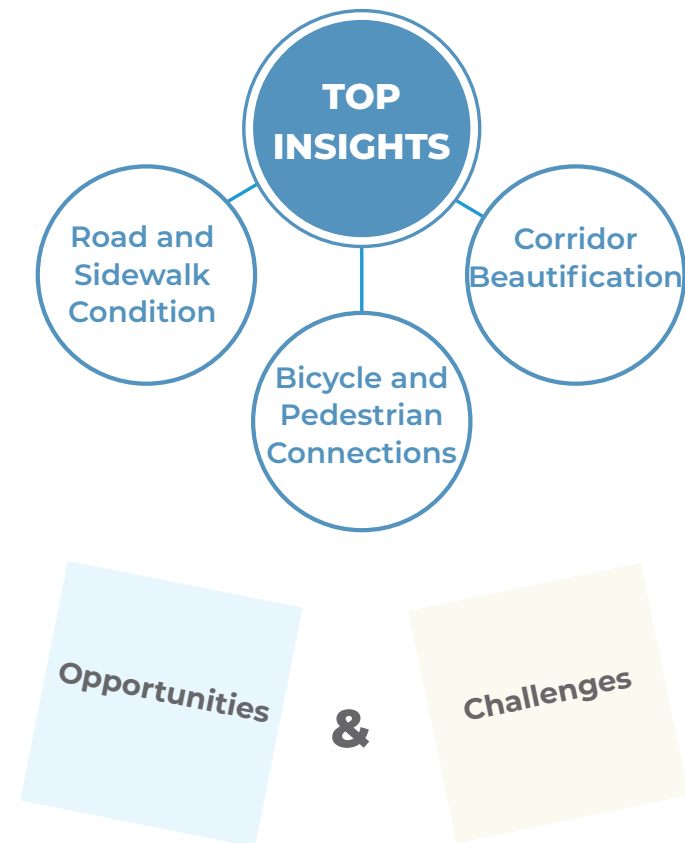 TOP
INSIGHTS
Road and
Sidewalk
Condition
Bicycle and
Pedestrian
Connections
Corridor
Beautification
Opportunities
&
Challenges